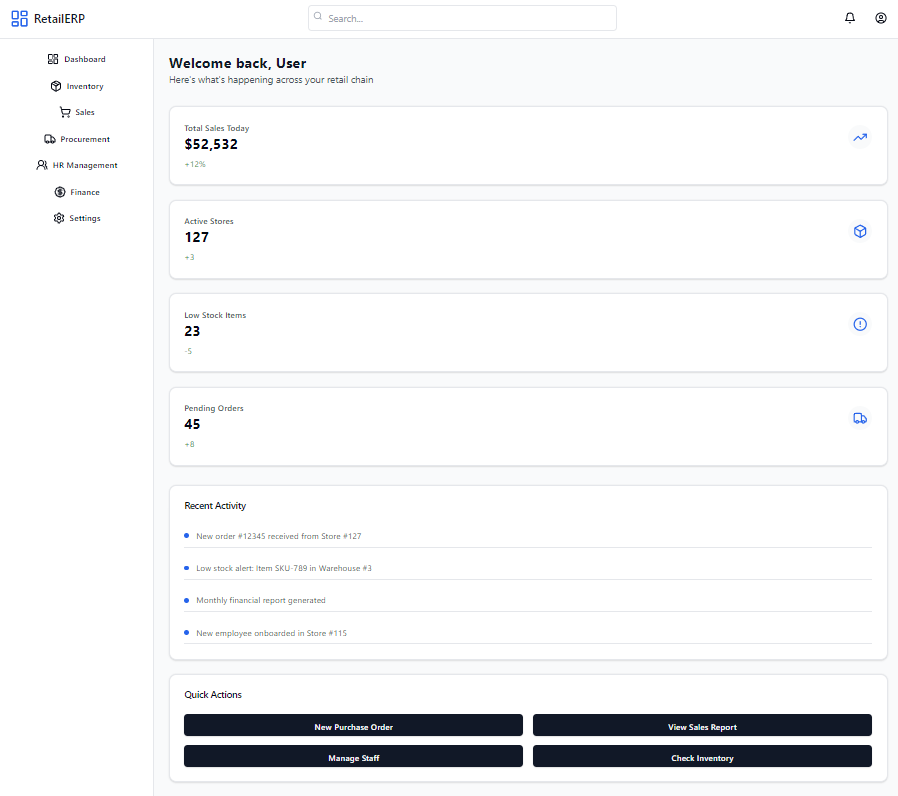 RetailERP
Search...
Dashboard
Inventory
Sales
Procurement
HR Management
Finance
Settings
Welcome back, User
Here's what's happening across your retail chain
Total Sales Today
$52,532
+12%
Active Stores
127
+3
Low Stock Items
23
-5
Pending Orders
45
+8
Recent Activity
New order #12345 received from Store #127
Low stock alert: Item SKU-789 in Warehouse #3
Monthly financial report generated
New employee onboarded in Store #115
Quick Actions
New Purchase Order
View Sales Report
Manage Staff
Check Inventory